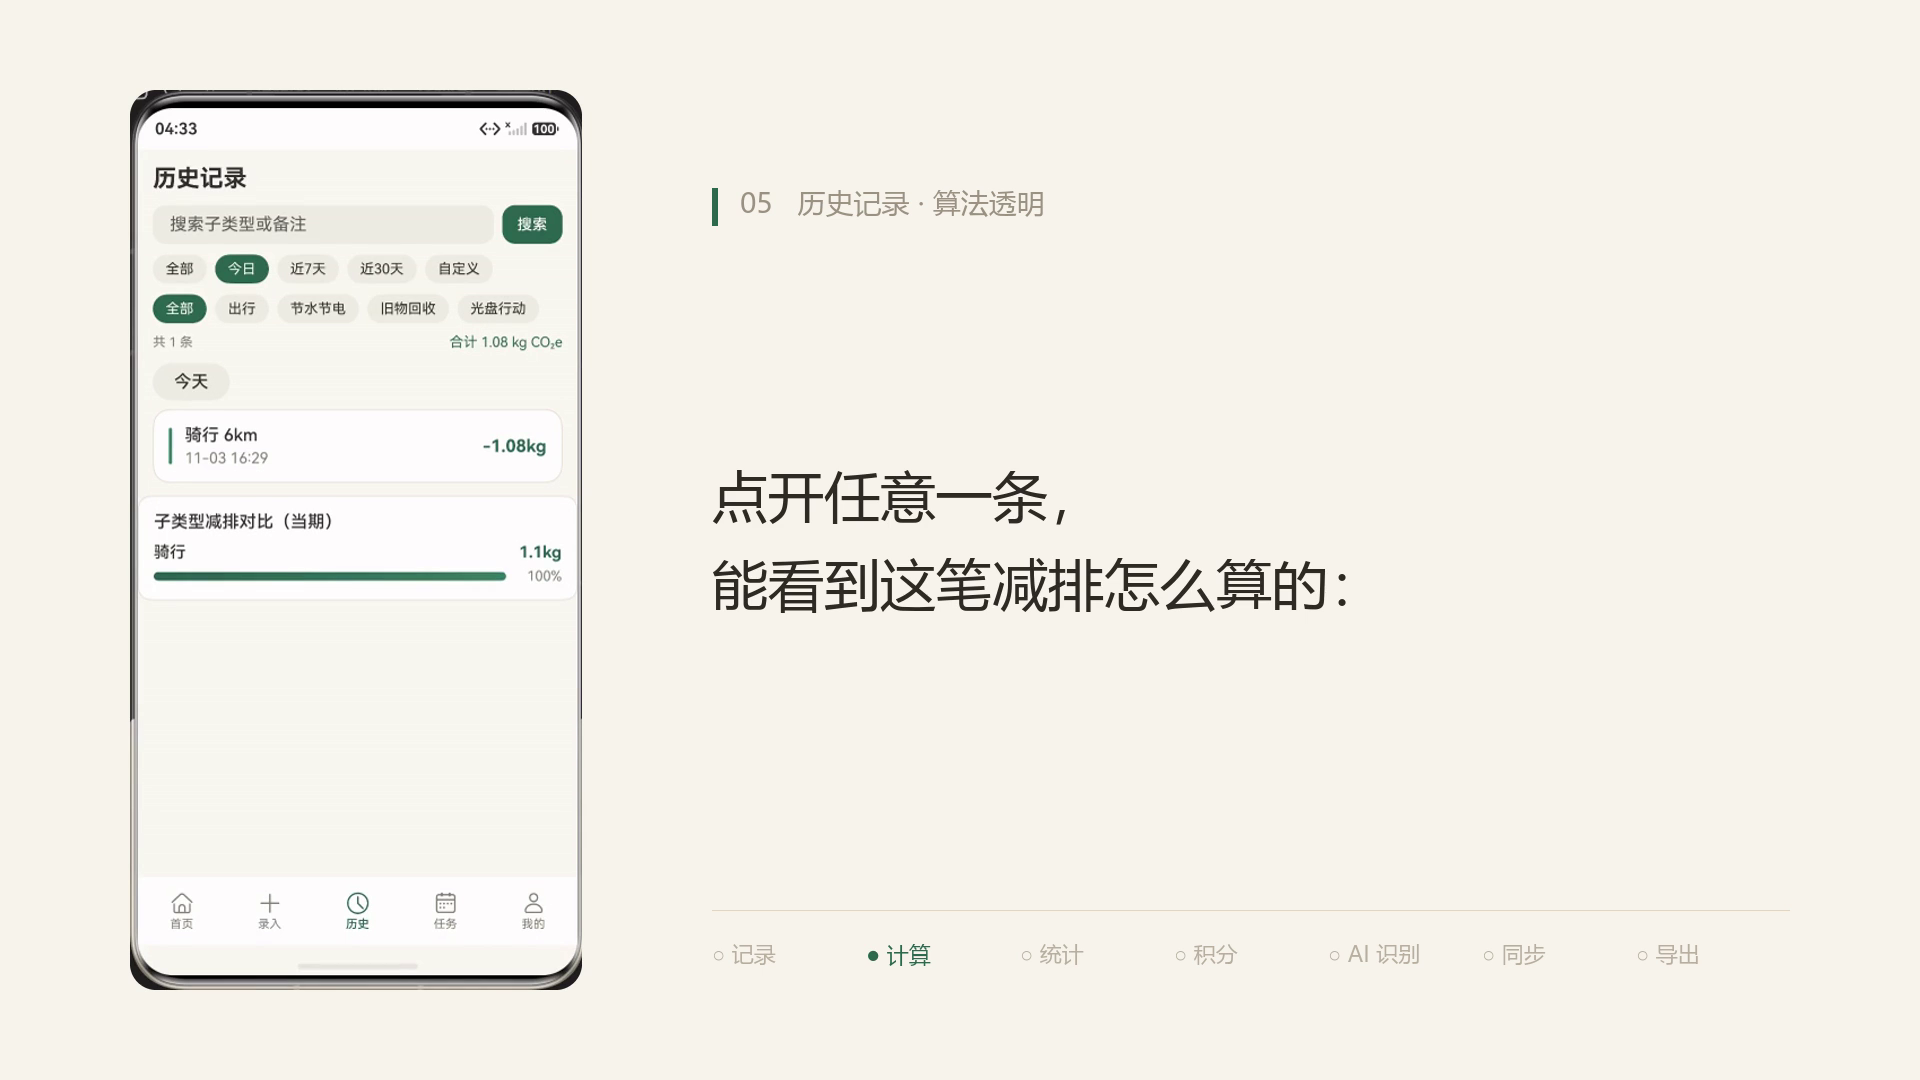 04:33
100
历史记录
搜索子类型或备注
搜索
全部 今日 近7天 近30天 自定义
全部 出行 节水节电 旧物回收 光盘行动
共 1 条
合计 1.08 kg CO₂e
今天
骑行 6km
11-03 16:29
-1.08kg
子类型减排对比（当期）
骑行
1.1kg
100%
首页 录入 历史 任务 我的
05 历史记录 · 算法透明
点开任意一条，
能看到这笔减排怎么算的：
记录 计算 统计 积分 AI 识别 同步 导出